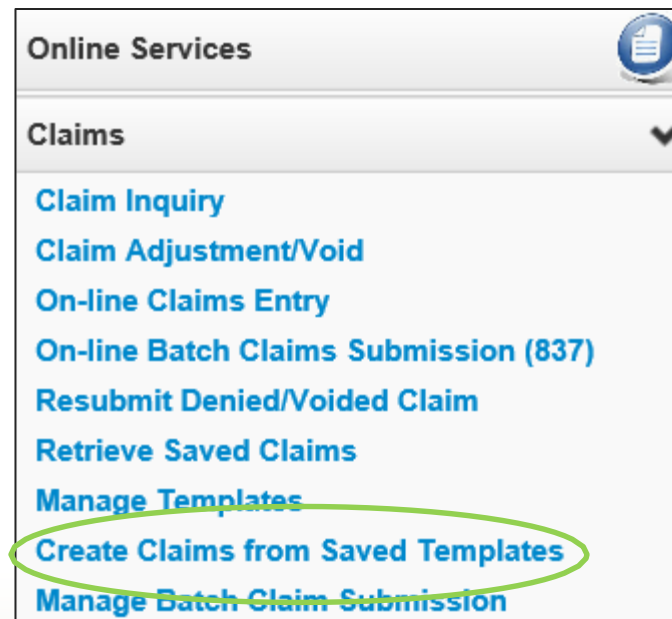 Online Services
Claims
Claim Inquiry
Claim Adjustment/Void
On-line Claims Entry
On-line Batch Claims Submission (837)
Resubmit Denied/Voided Claim
Retrieve Saved Claims
Manage Templates
Create Claims from Saved Templates
Manage Batch Claim Submission